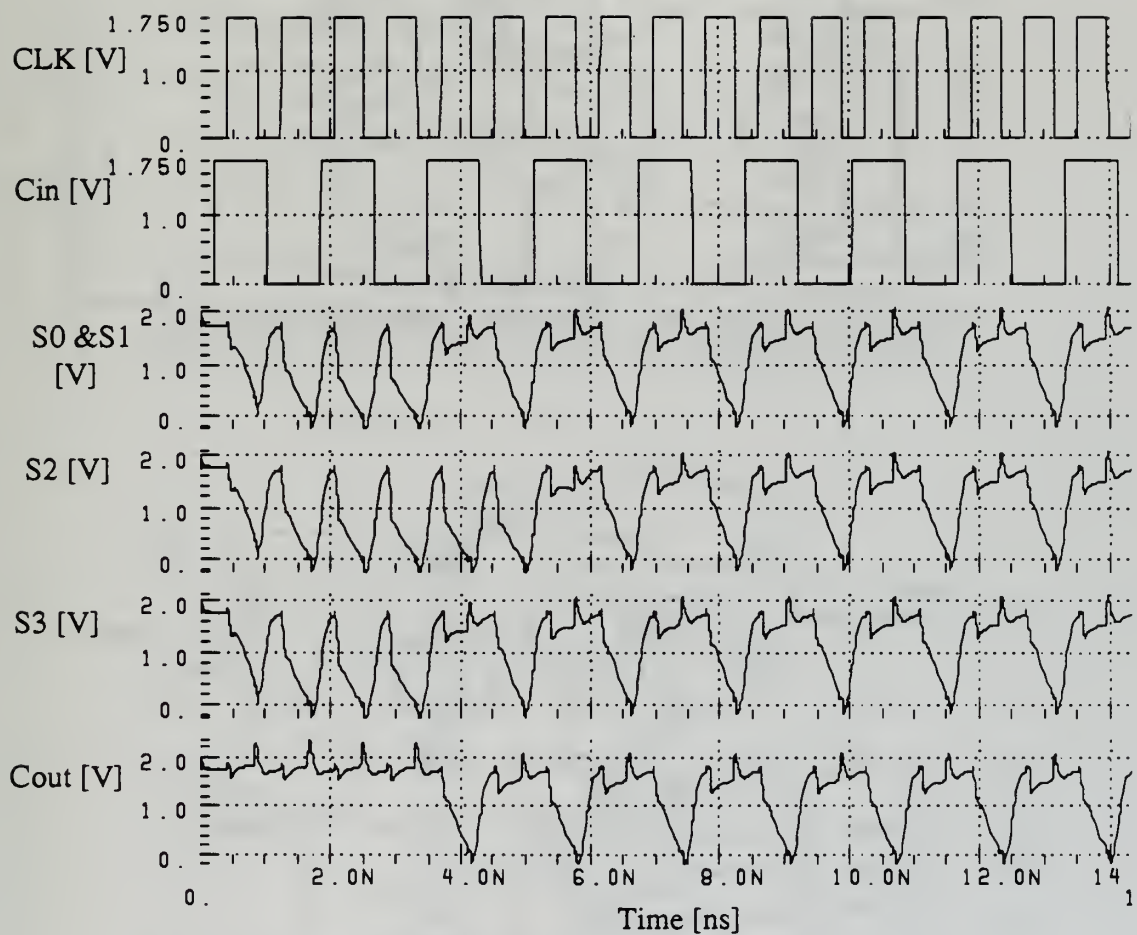 1.750
CLK [V]
1.0
0.
1.750
Cin [V]
1.0
0.
2.0
S0 &S1
[V]
1.0
0.
2.0
S2 [V]
1.0
0.
2.0
S3 [V]
1.0
0.
2.0
Cout [V]
1.0
0.
0. 2.0N 4.0N 6.0N 8.0N 10.0N 12.0N 14
1
Time [ns]